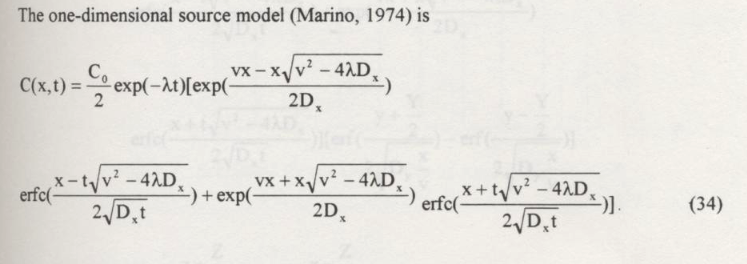 The one-dimensional source model (Marino, 1974) is
C(x,t) = C₀/2 exp(−λt)[exp((vx − x√(v² − 4λDₓ))/(2Dₓ))
erfc((x − t√(v² − 4λDₓ))/(2√(Dₓt))) + exp((vx + x√(v² − 4λDₓ))/(2Dₓ)) erfc((x + t√(v² − 4λDₓ))/(2√(Dₓt)))]. (34)